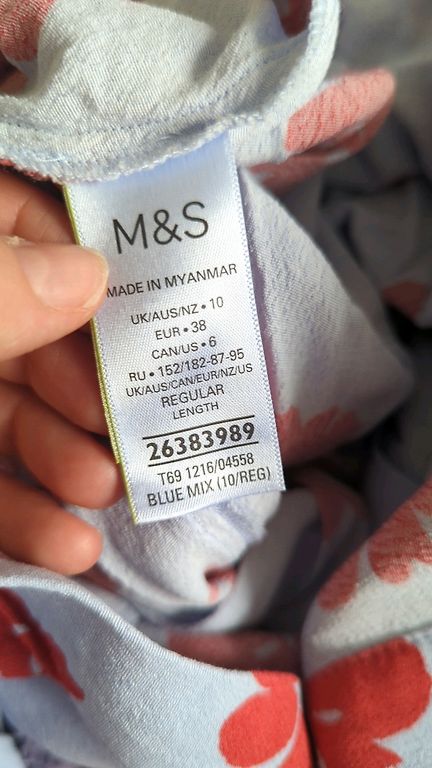 M&S
MADE IN MYANMAR
UK/AUS/NZ • 10
EUR • 38
CAN/US • 6
RU • 152/182-87-95
UK/AUS/CAN/EUR/NZ/US
REGULAR
LENGTH
26383989
T69 1216/04558
BLUE MIX (10/REG)